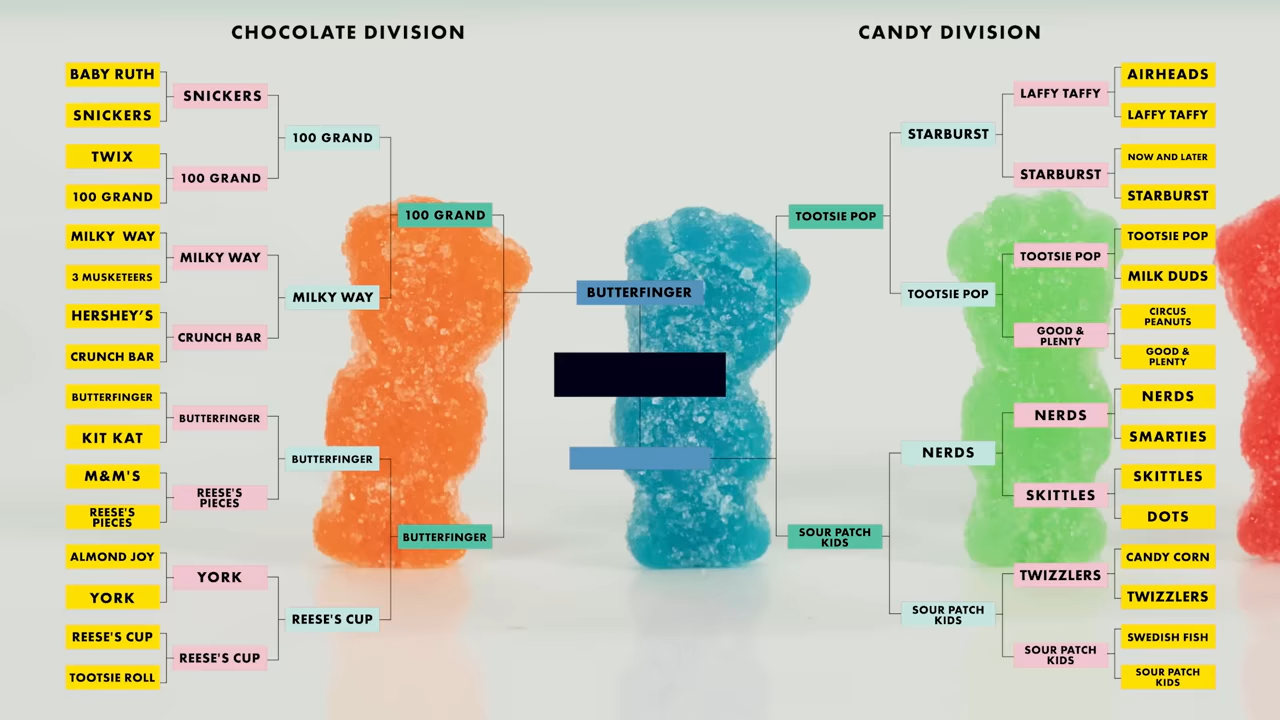 CHOCOLATE DIVISION
CANDY DIVISION
BABY RUTH
SNICKERS
TWIX
100 GRAND
MILKY WAY
3 MUSKETEERS
HERSHEY'S
CRUNCH BAR
BUTTERFINGER
KIT KAT
M&M'S
REESE'S
PIECES
ALMOND JOY
YORK
REESE'S CUP
TOOTSIE ROLL
SNICKERS
100 GRAND
MILKY WAY
CRUNCH BAR
BUTTERFINGER
REESE'S
PIECES
YORK
REESE'S CUP
100 GRAND
MILKY WAY
BUTTERFINGER
REESE'S CUP
100 GRAND
BUTTERFINGER
BUTTERFINGER
TOOTSIE POP
SOUR PATCH
KIDS
STARBURST
TOOTSIE POP
NERDS
SOUR PATCH
KIDS
LAFFY TAFFY
STARBURST
TOOTSIE POP
GOOD &
PLENTY
NERDS
SKITTLES
TWIZZLERS
SOUR PATCH
KIDS
AIRHEADS
LAFFY TAFFY
NOW AND LATER
STARBURST
TOOTSIE POP
MILK DUDS
CIRCUS
PEANUTS
GOOD &
PLENTY
NERDS
SMARTIES
SKITTLES
DOTS
CANDY CORN
TWIZZLERS
SWEDISH FISH
SOUR PATCH
KIDS